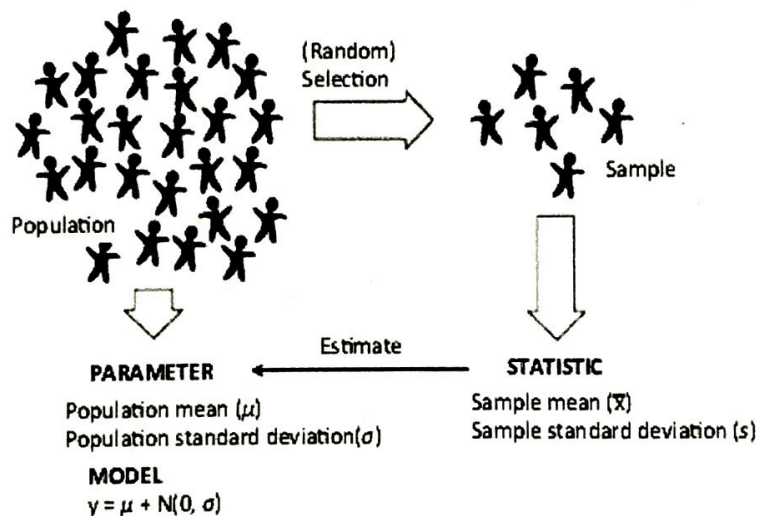 (Random)
Selection
Sample
Population
Estimate
PARAMETER
Population mean (μ)
Population standard deviation(σ)
MODEL
y = μ + N(0, σ)
STATISTIC
Sample mean (x̄)
Sample standard deviation (s)